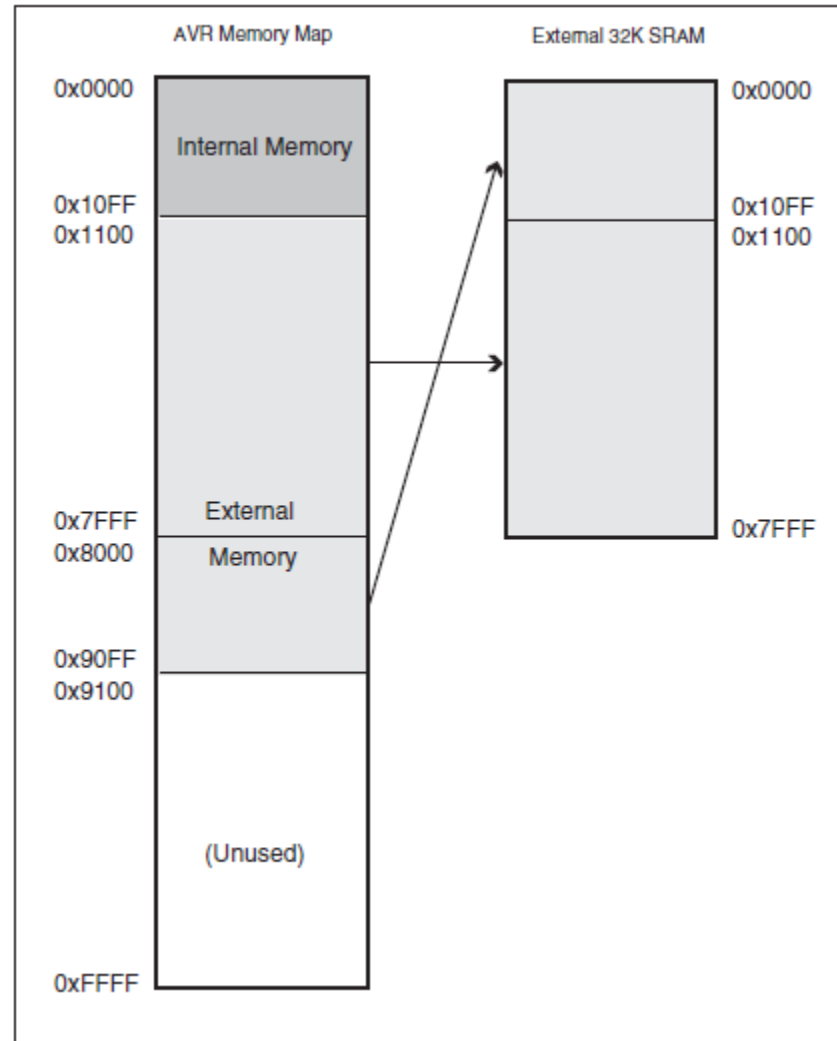 AVR Memory Map
External 32K SRAM
0x0000
0x0000
Internal Memory
0x10FF
0x10FF
0x1100
0x1100
0x7FFF
External
0x7FFF
0x8000
Memory
0x90FF
0x9100
(Unused)
0xFFFF